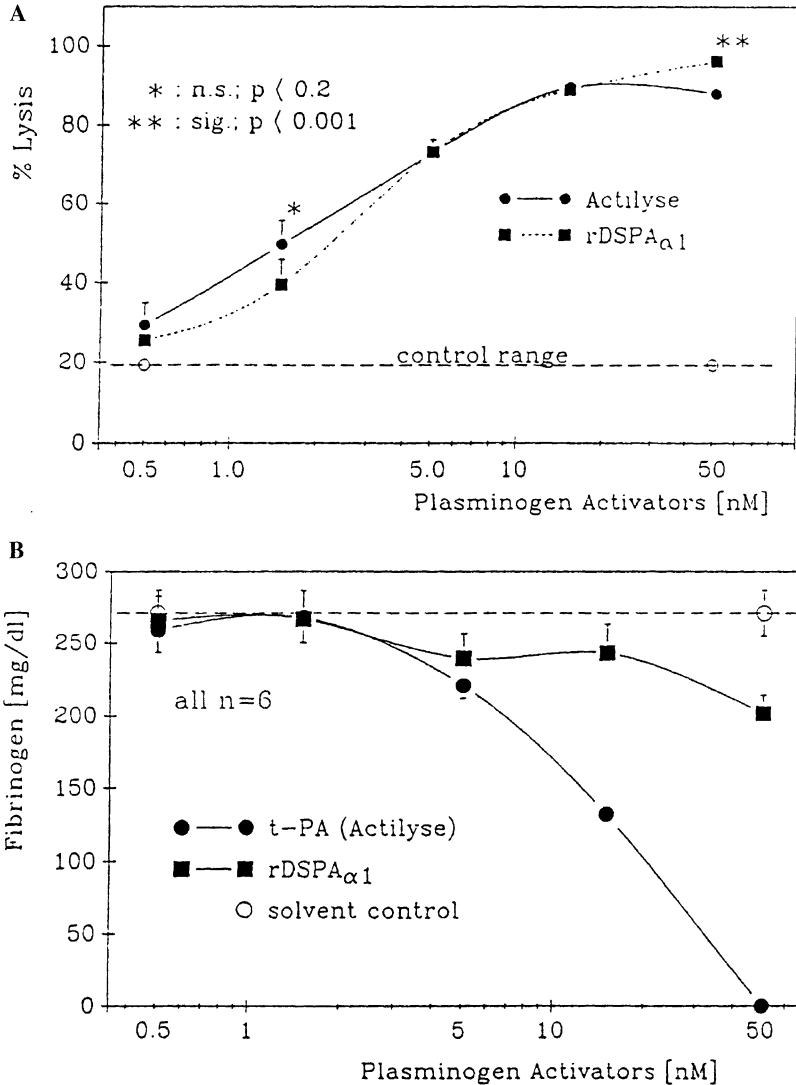 A
% Lysis
100
80
60
40
20
0
* : n.s.; p < 0.2
** : sig.; p < 0.001
*
**
Actilyse
rDSPAα1
control range
0.5 1.0 5.0 10 50
Plasminogen Activators [nM]
B
Fibrinogen [mg/dl]
300
250
200
150
100
50
0
all n=6
t-PA (Actilyse)
rDSPAα1
solvent control
0.5 1 5 10 50
Plasminogen Activators [nM]